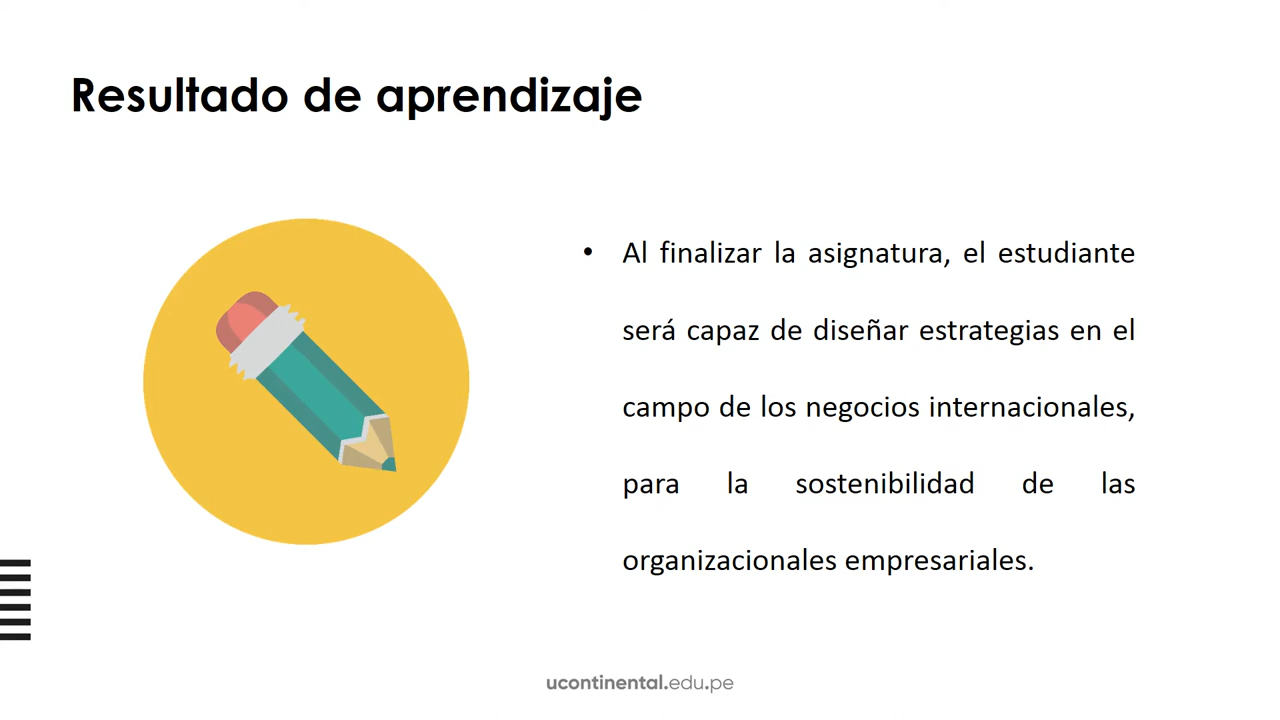 Resultado de aprendizaje
• Al finalizar la asignatura, el estudiante
será capaz de diseñar estrategias en el
campo de los negocios internacionales,
para la sostenibilidad de las
organizacionales empresariales.
ucontinental.edu.pe